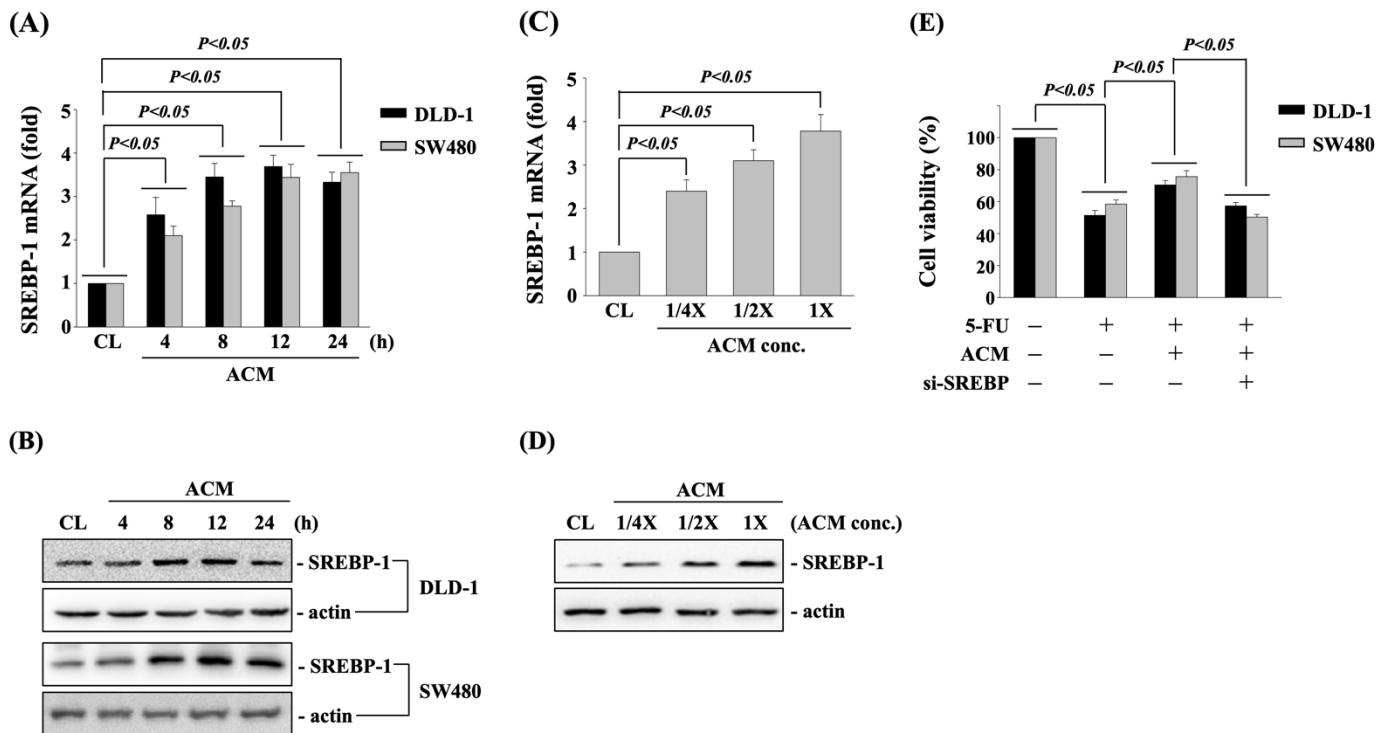 (A)
P<0.05
P<0.05
P<0.05
P<0.05
DLD-1
SW480
SREBP-1 mRNA (fold)
5
4
3
2
1
0
CL 4 8 12 24 (h)
ACM
(B)
ACM
CL 4 8 12 24 (h)
- SREBP-1
DLD-1
- actin
- SREBP-1
SW480
- actin
(C)
P<0.05
P<0.05
P<0.05
SREBP-1 mRNA (fold)
5
4
3
2
1
0
CL 1/4X 1/2X 1X
ACM conc.
(D)
ACM
CL 1/4X 1/2X 1X (ACM conc.)
- SREBP-1
- actin
(E)
P<0.05
P<0.05
P<0.05
DLD-1
SW480
Cell viability (%)
100
80
60
40
20
0
5-FU – + + +
ACM – – + +
si-SREBP – – – +